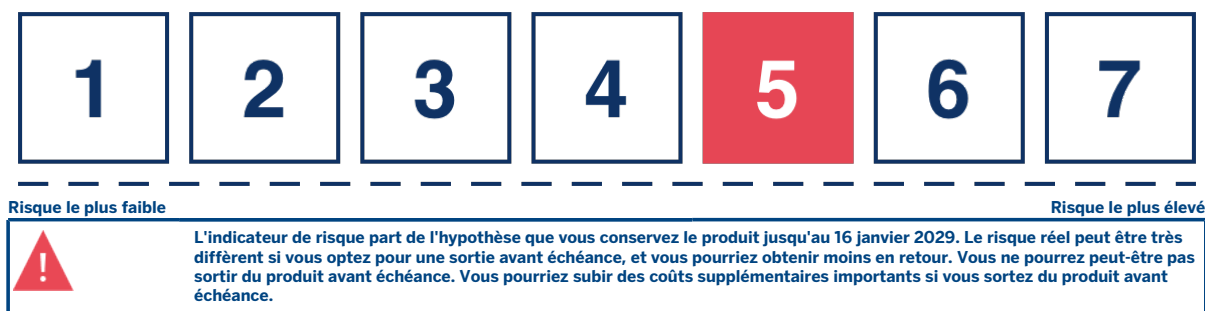 1 2 3 4 5 6 7
Risque le plus faible Risque le plus élevé
!
L'indicateur de risque part de l'hypothèse que vous conservez le produit jusqu'au 16 janvier 2029. Le risque réel peut être très
diffèrent si vous optez pour une sortie avant échéance, et vous pourriez obtenir moins en retour. Vous ne pourrez peut-être pas
sortir du produit avant échéance. Vous pourriez subir des coûts supplémentaires importants si vous sortez du produit avant
échéance.